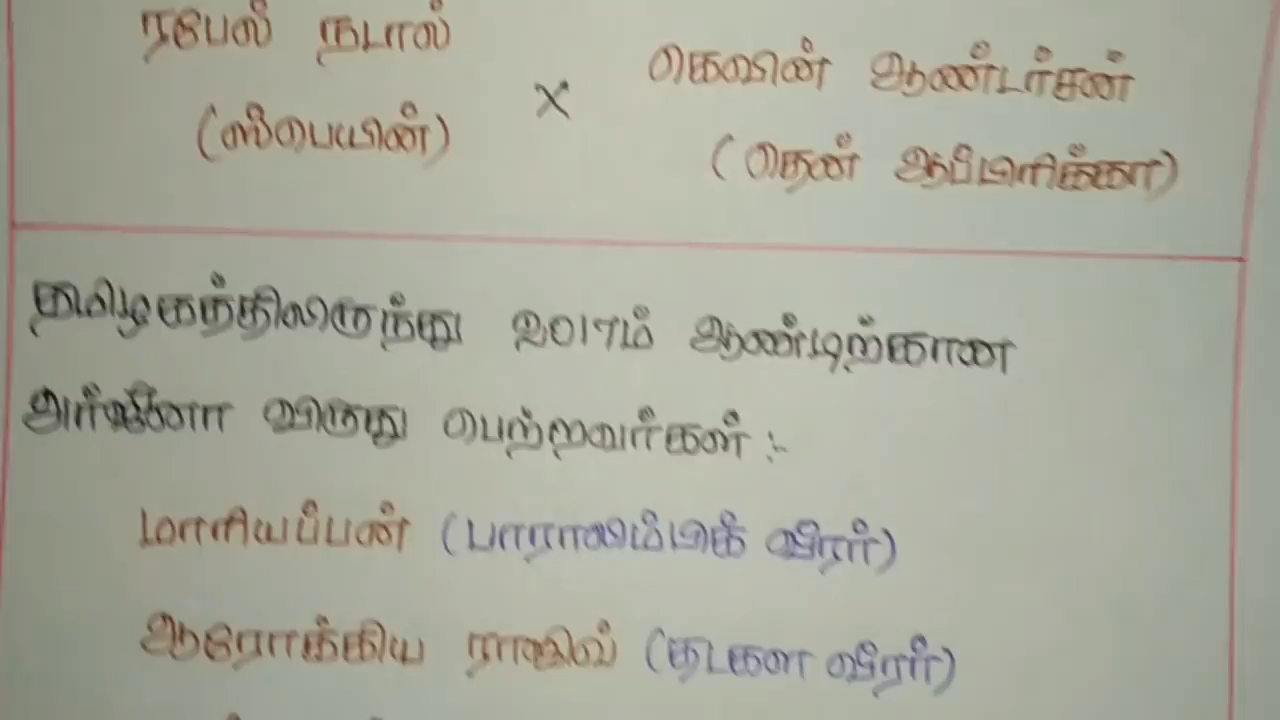 ரபேல் நடால் × கெவின் ஆண்டர்சன்
(ஸ்பெயின்) (தென் ஆப்பிரிக்கா)
தமிழகத்திலிருந்து 2017ம் ஆண்டிற்கான
அர்ஜீனா விருது பெற்றவர்கள் :-
மாரியப்பன் (பாராலிம்பிக் வீரர்)
ஆரோக்கிய ராஜிவ் (தடகள வீரர்)